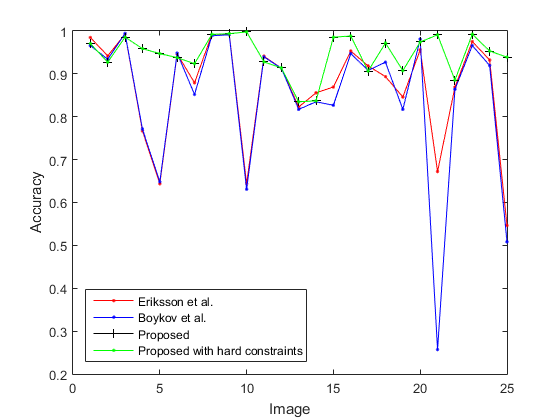 1
0.9
0.8
0.7
0.6
0.5
0.4
0.3
0.2
Accuracy
Eriksson et al.
Boykov et al.
Proposed
Proposed with hard constraints
0 5 10 15 20 25
Image